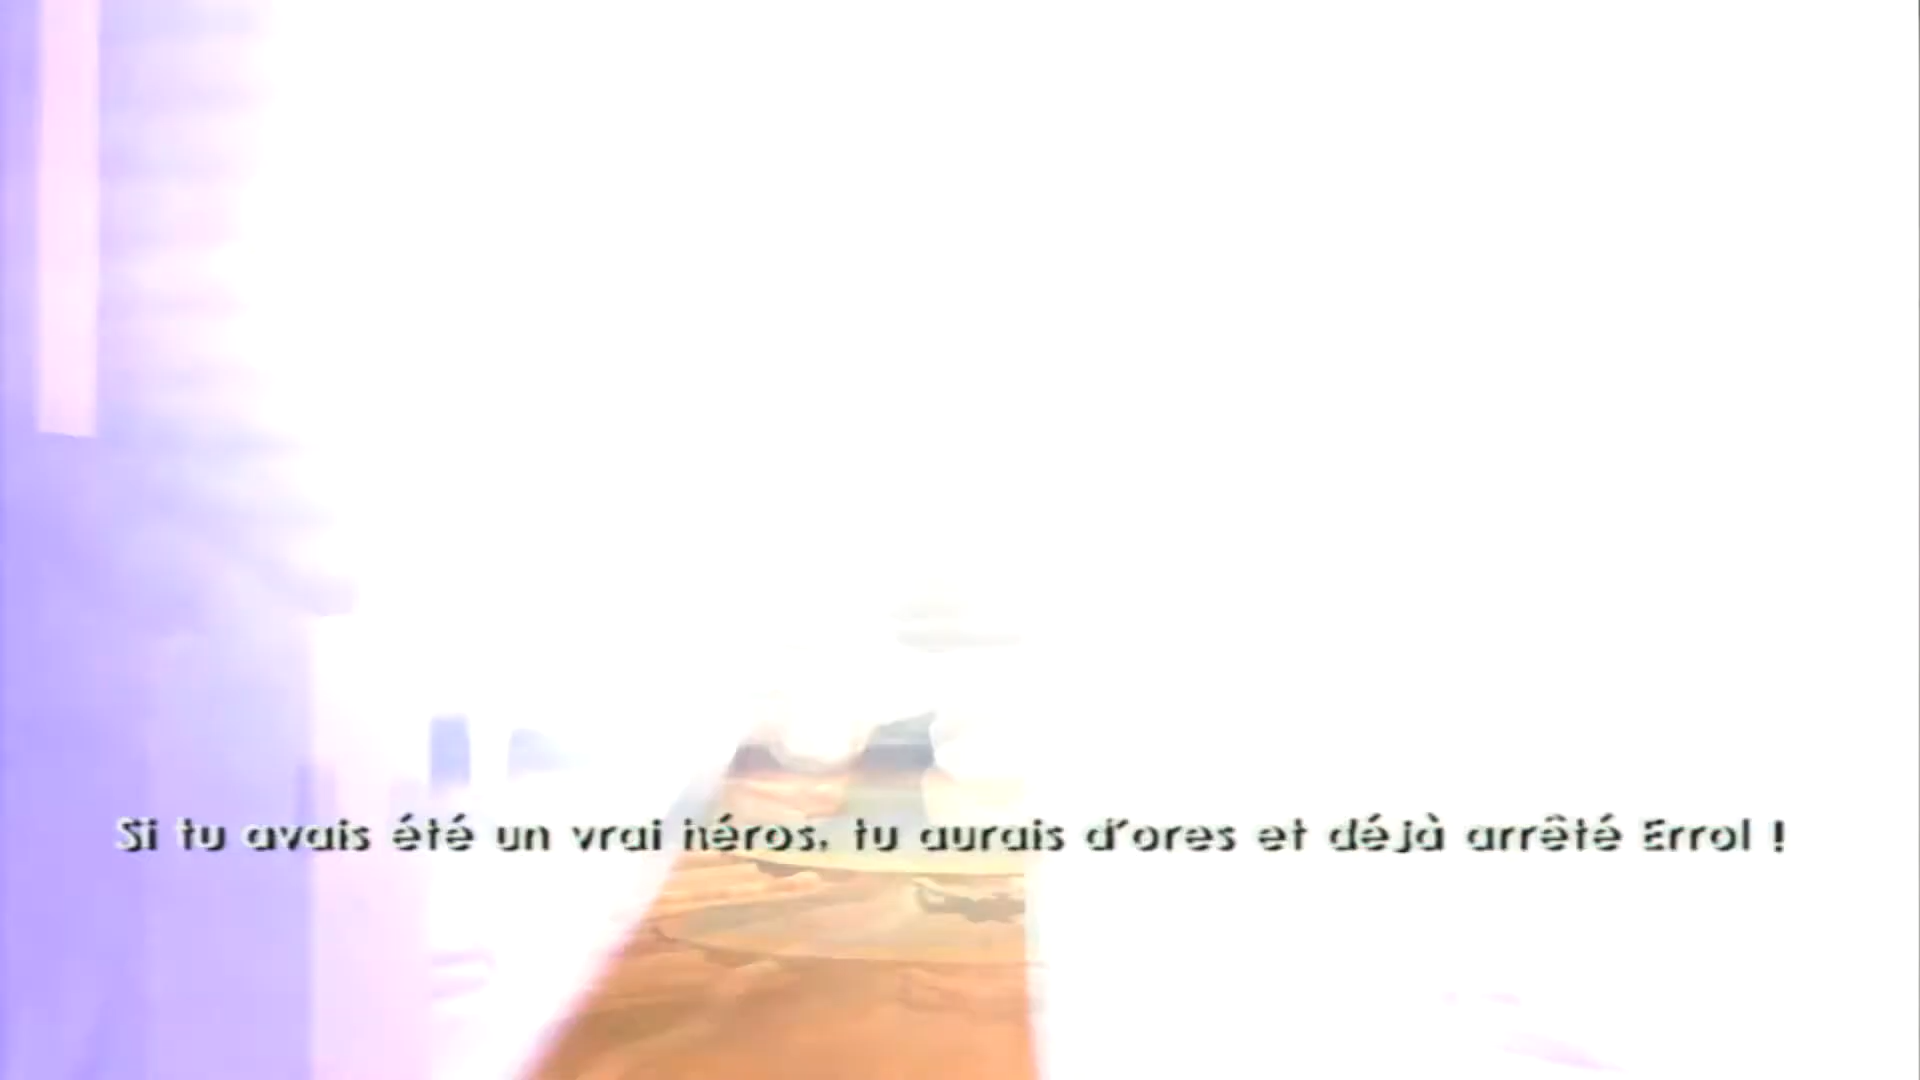 Si tu avais été un vrai héros, tu aurais d'ores et déjà arrêté Errol !